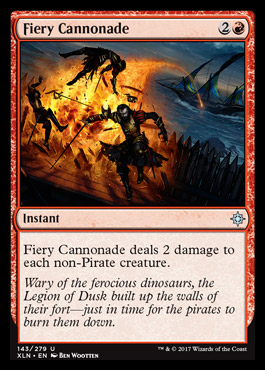 Fiery Cannonade 2
Instant
Fiery Cannonade deals 2 damage to
each non-Pirate creature.
Wary of the ferocious dinosaurs, the
Legion of Dusk built up the walls of
their fort—just in time for the pirates to
burn them down.
143/279 U
XLN • EN BEN WOOTTEN
™ & © 2017 Wizards of the Coast